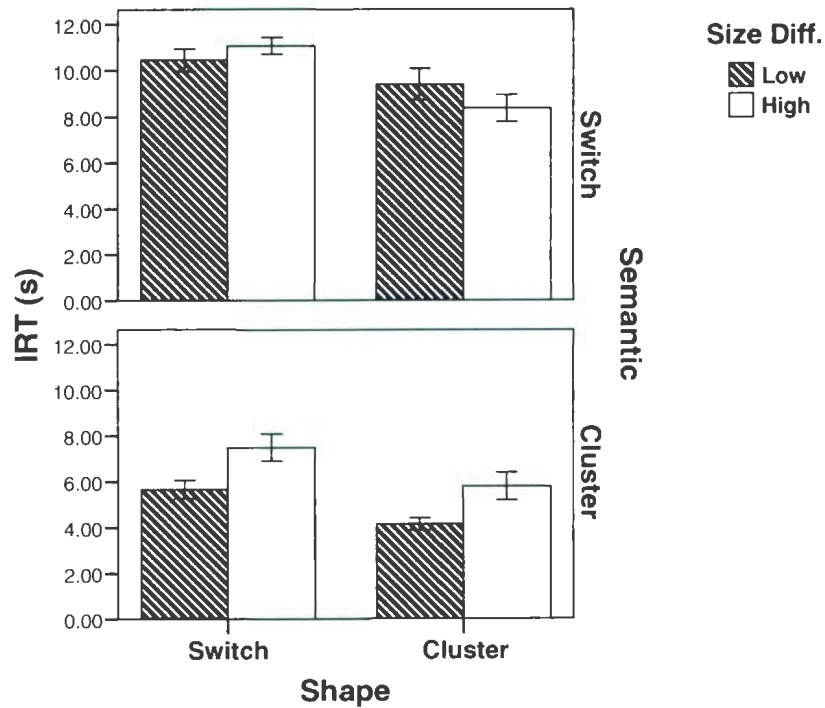 Size Diff.
Low
High
12.00
10.00
8.00
6.00
4.00
2.00
0.00
Switch
12.00
10.00
8.00
6.00
4.00
2.00
0.00
Cluster
Semantic
IRT (s)
Switch Cluster
Shape